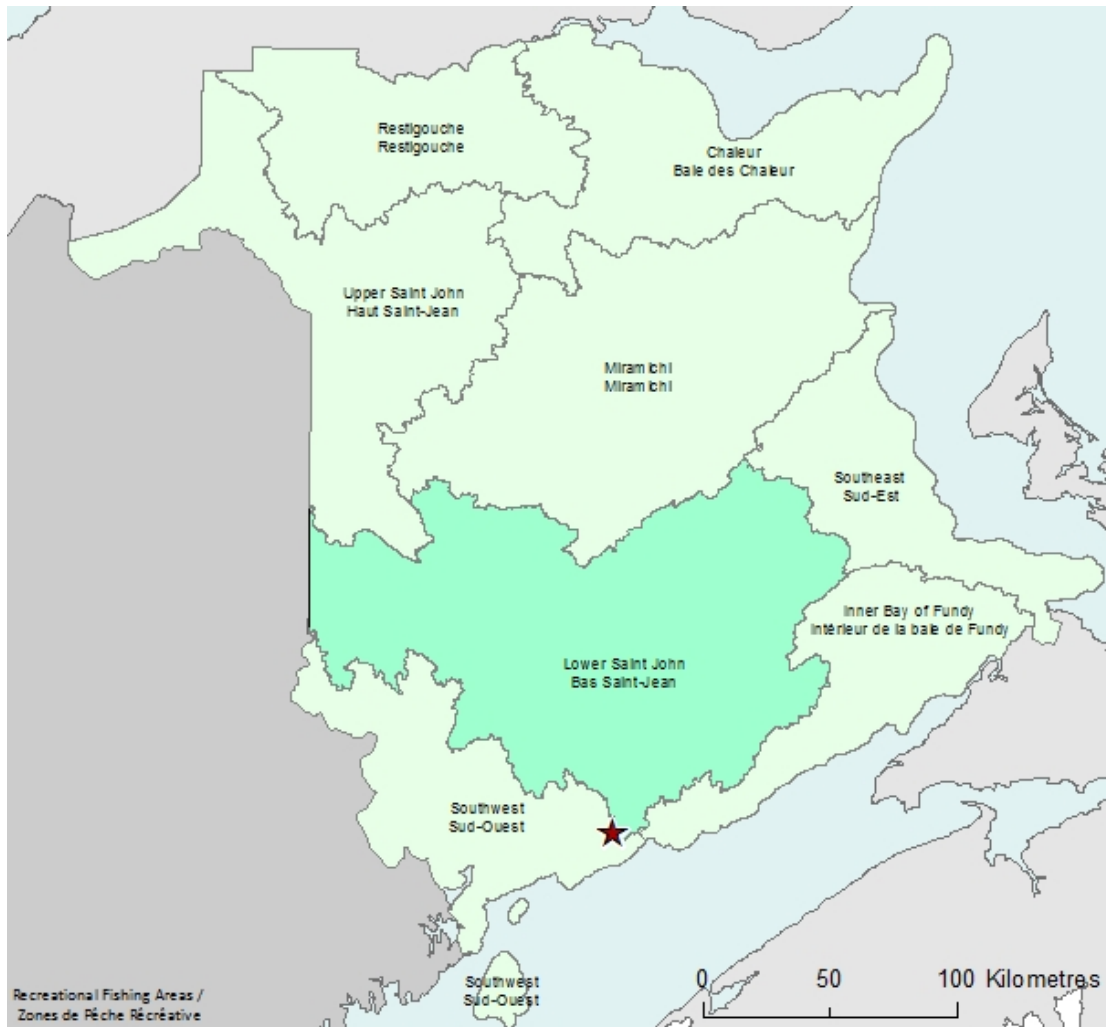 Restigouche
Restigouche
Chaleur
Baie des Chaleur
Upper Saint John
Haut Saint-Jean
Miramichi
Miramichi
Southeast
Sud-Est
Inner Bay of Fundy
Intérieur de la baie de Fundy
Lower Saint John
Bas Saint-Jean
Southwest
Sud-Ouest
Southwest
Sud-Ouest
0 50 100 Kilometres
Recreational Fishing Areas /
Zones de Pêche Récréative